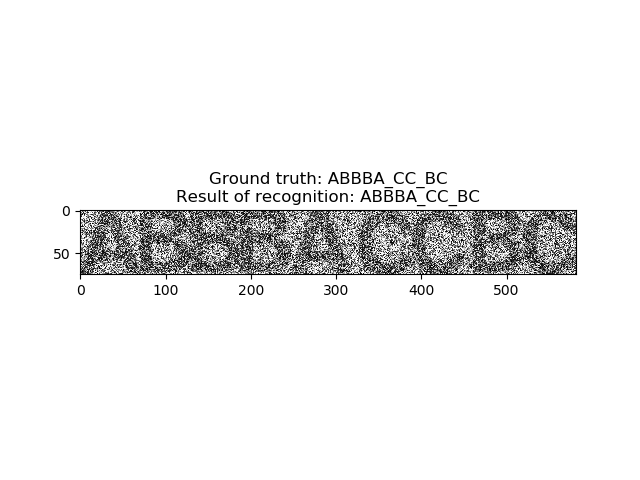 Ground truth: ABBBA_CC_BC
Result of recognition: ABBBA_CC_BC
0
50
0 100 200 300 400 500